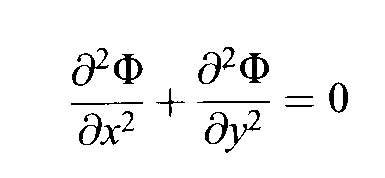 ∂²Φ/∂x² + ∂²Φ/∂y² = 0